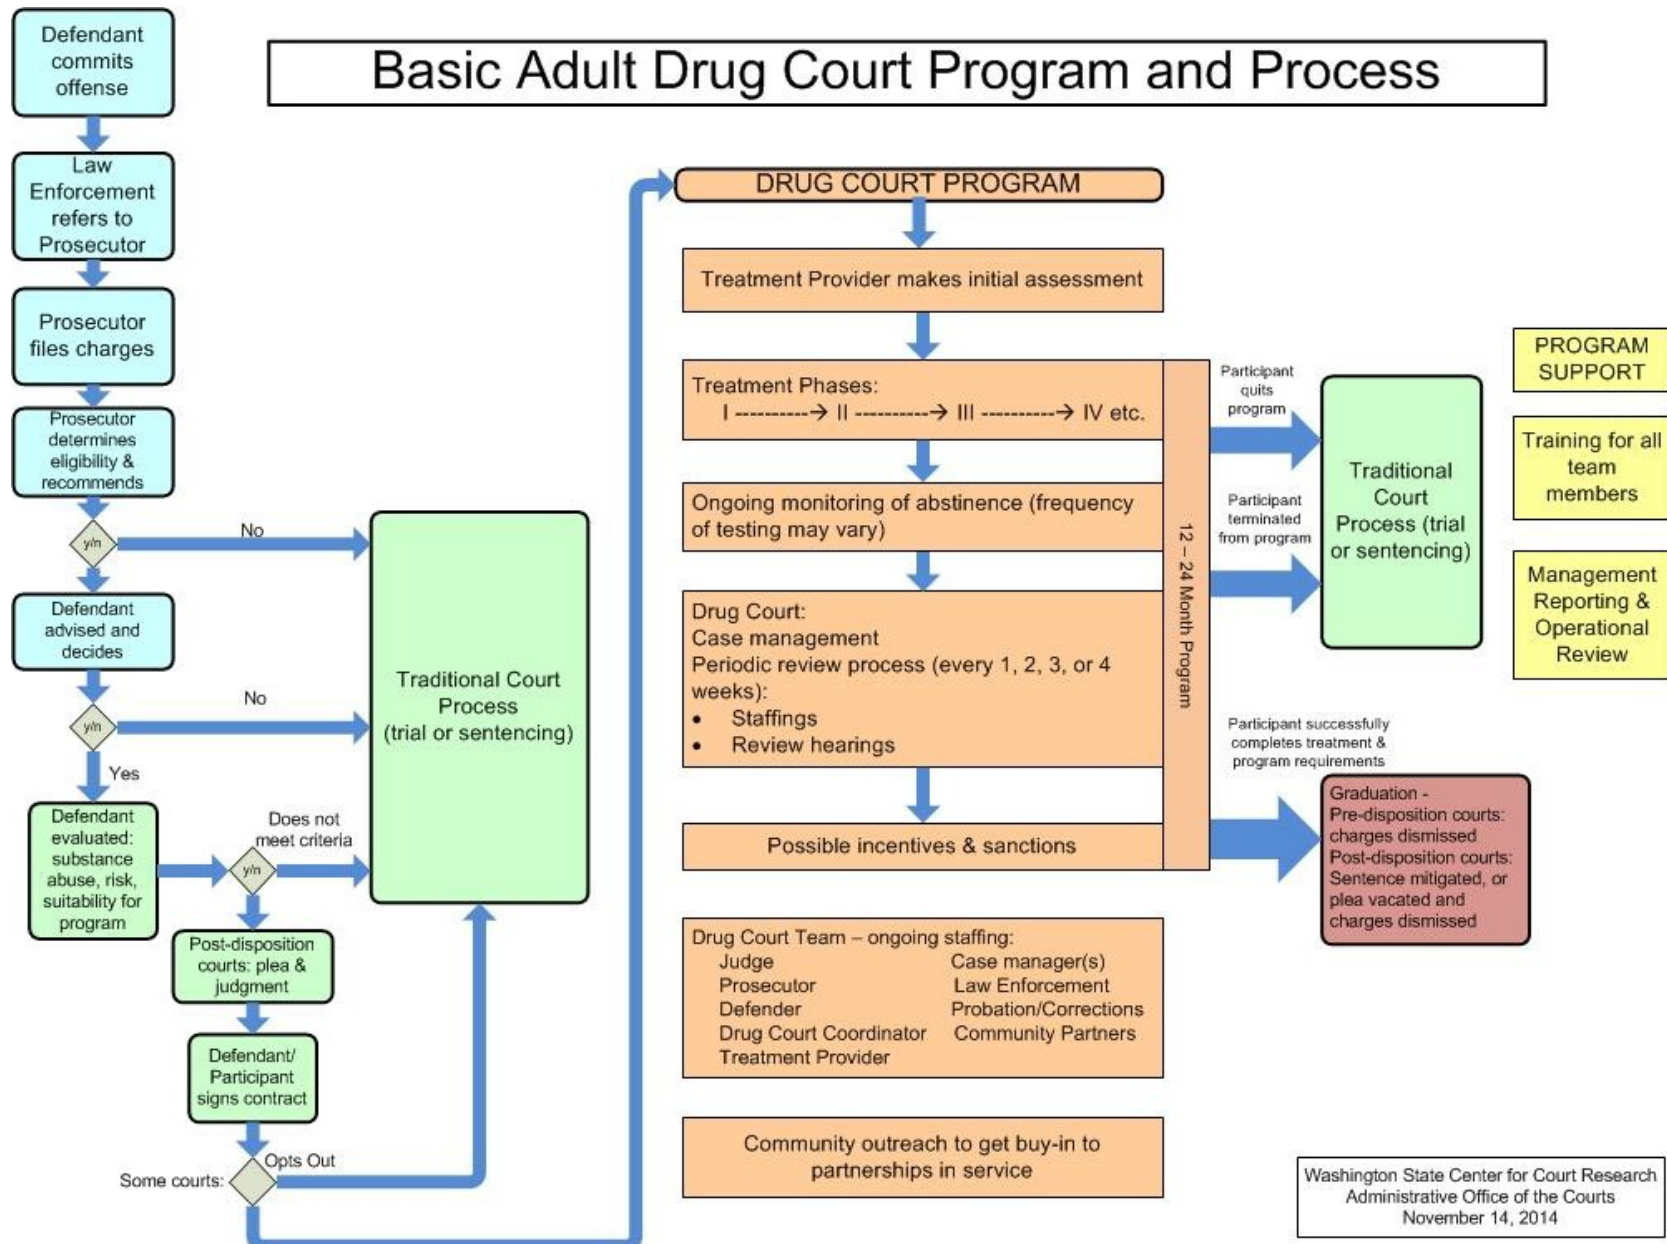 Basic Adult Drug Court Program and Process
Defendant
commits
offense
Law
Enforcement
refers to
Prosecutor
Prosecutor
files charges
Prosecutor
determines
eligibility &
recommends
y/n
No
Defendant
advised and
decides
y/n
No
Yes
Defendant
evaluated:
substance
abuse, risk,
suitability for
program
y/n
Does not
meet criteria
Post-disposition
courts: plea &
judgment
Defendant/
Participant
signs contract
Some courts:
Opts Out
Traditional Court
Process
(trial or sentencing)
DRUG COURT PROGRAM
Treatment Provider makes initial assessment
Treatment Phases:
I ----------→ II ----------→ III ----------→ IV etc.
Ongoing monitoring of abstinence (frequency
of testing may vary)
Drug Court:
Case management
Periodic review process (every 1, 2, 3, or 4
weeks):
• Staffings
• Review hearings
Possible incentives & sanctions
12 – 24 Month Program
Drug Court Team – ongoing staffing:
Judge Case manager(s)
Prosecutor Law Enforcement
Defender Probation/Corrections
Drug Court Coordinator Community Partners
Treatment Provider
Community outreach to get buy-in to
partnerships in service
Participant
quits
program
Participant
terminated
from program
Traditional
Court
Process (trial
or sentencing)
Participant successfully
completes treatment &
program requirements
Graduation -
Pre-disposition courts:
charges dismissed
Post-disposition courts:
Sentence mitigated, or
plea vacated and
charges dismissed
PROGRAM
SUPPORT
Training for all
team
members
Management
Reporting &
Operational
Review
Washington State Center for Court Research
Administrative Office of the Courts
November 14, 2014